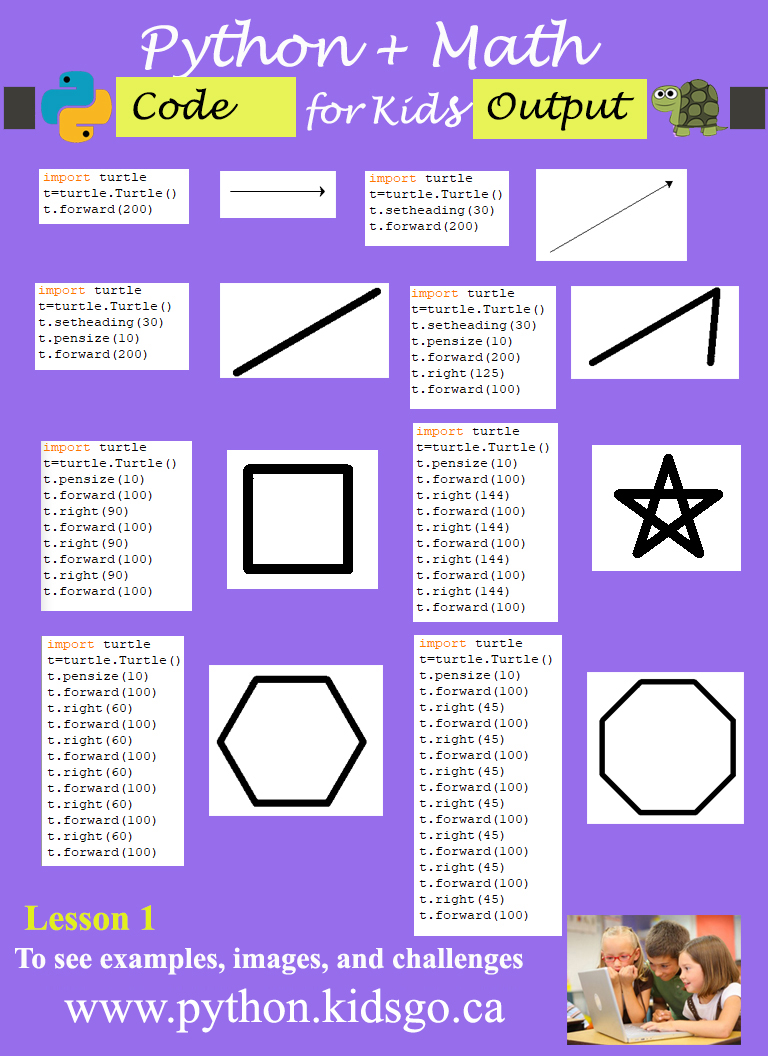 Python + Math
Code
for Kids
Output
import turtle
t=turtle.Turtle()
t.forward(200)
import turtle
t=turtle.Turtle()
t.setheading(30)
t.forward(200)
import turtle
t=turtle.Turtle()
t.setheading(30)
t.pensize(10)
t.forward(200)
import turtle
t=turtle.Turtle()
t.setheading(30)
t.pensize(10)
t.forward(200)
t.right(125)
t.forward(100)
import turtle
t=turtle.Turtle()
t.pensize(10)
t.forward(100)
t.right(90)
t.forward(100)
t.right(90)
t.forward(100)
t.right(90)
t.forward(100)
import turtle
t=turtle.Turtle()
t.pensize(10)
t.forward(100)
t.right(144)
t.forward(100)
t.right(144)
t.forward(100)
t.right(144)
t.forward(100)
t.right(144)
t.forward(100)
import turtle
t=turtle.Turtle()
t.pensize(10)
t.forward(100)
t.right(60)
t.forward(100)
t.right(60)
t.forward(100)
t.right(60)
t.forward(100)
t.right(60)
t.forward(100)
t.right(60)
t.forward(100)
import turtle
t=turtle.Turtle()
t.pensize(10)
t.forward(100)
t.right(45)
t.forward(100)
t.right(45)
t.forward(100)
t.right(45)
t.forward(100)
t.right(45)
t.forward(100)
t.right(45)
t.forward(100)
t.right(45)
t.forward(100)
t.right(45)
t.forward(100)
Lesson 1
To see examples, images, and challenges
www.python.kidsgo.ca